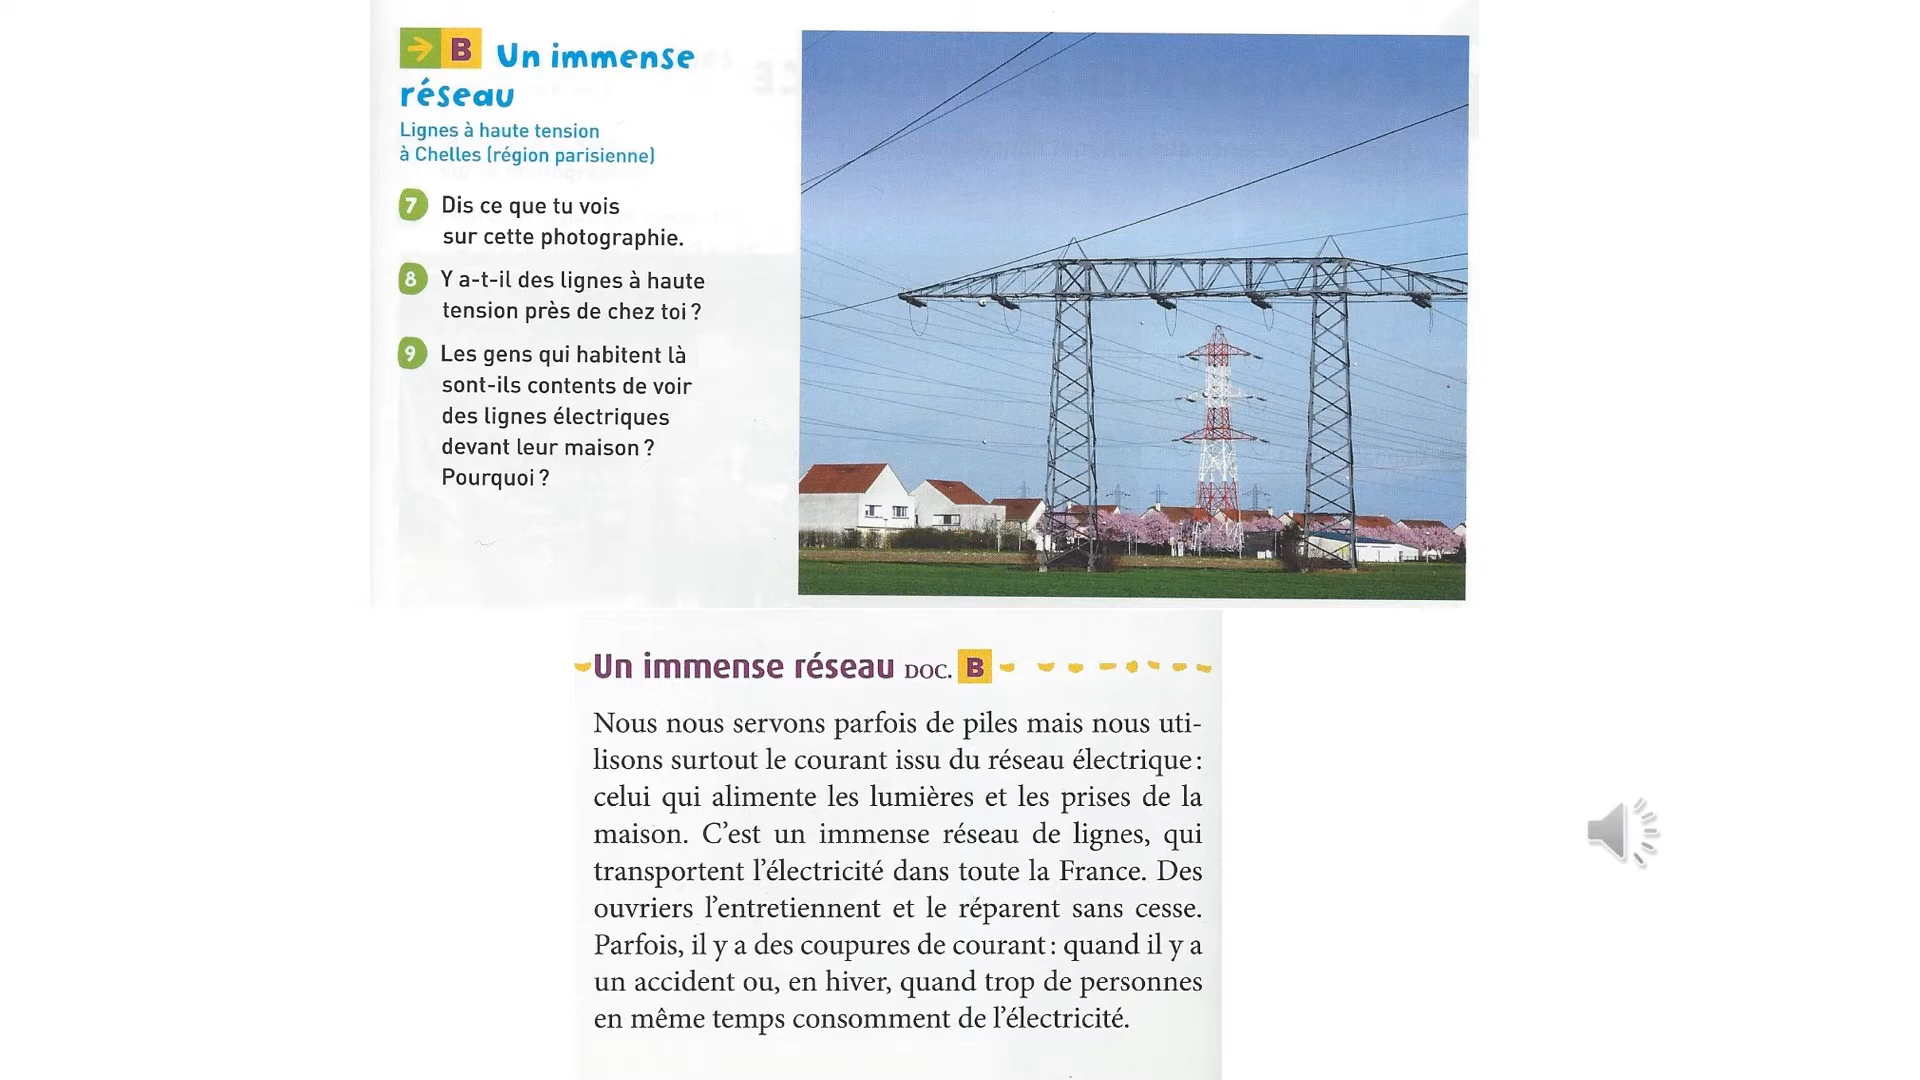 B Un immense
réseau
Lignes à haute tension
à Chelles (région parisienne)
7 Dis ce que tu vois
sur cette photographie.
8 Y a-t-il des lignes à haute
tension près de chez toi ?
9 Les gens qui habitent là
sont-ils contents de voir
des lignes électriques
devant leur maison ?
Pourquoi ?
Un immense réseau DOC. B
Nous nous servons parfois de piles mais nous uti-
lisons surtout le courant issu du réseau électrique :
celui qui alimente les lumières et les prises de la
maison. C’est un immense réseau de lignes, qui
transportent l’électricité dans toute la France. Des
ouvriers l’entretiennent et le réparent sans cesse.
Parfois, il y a des coupures de courant : quand il y a
un accident ou, en hiver, quand trop de personnes
en même temps consomment de l’électricité.